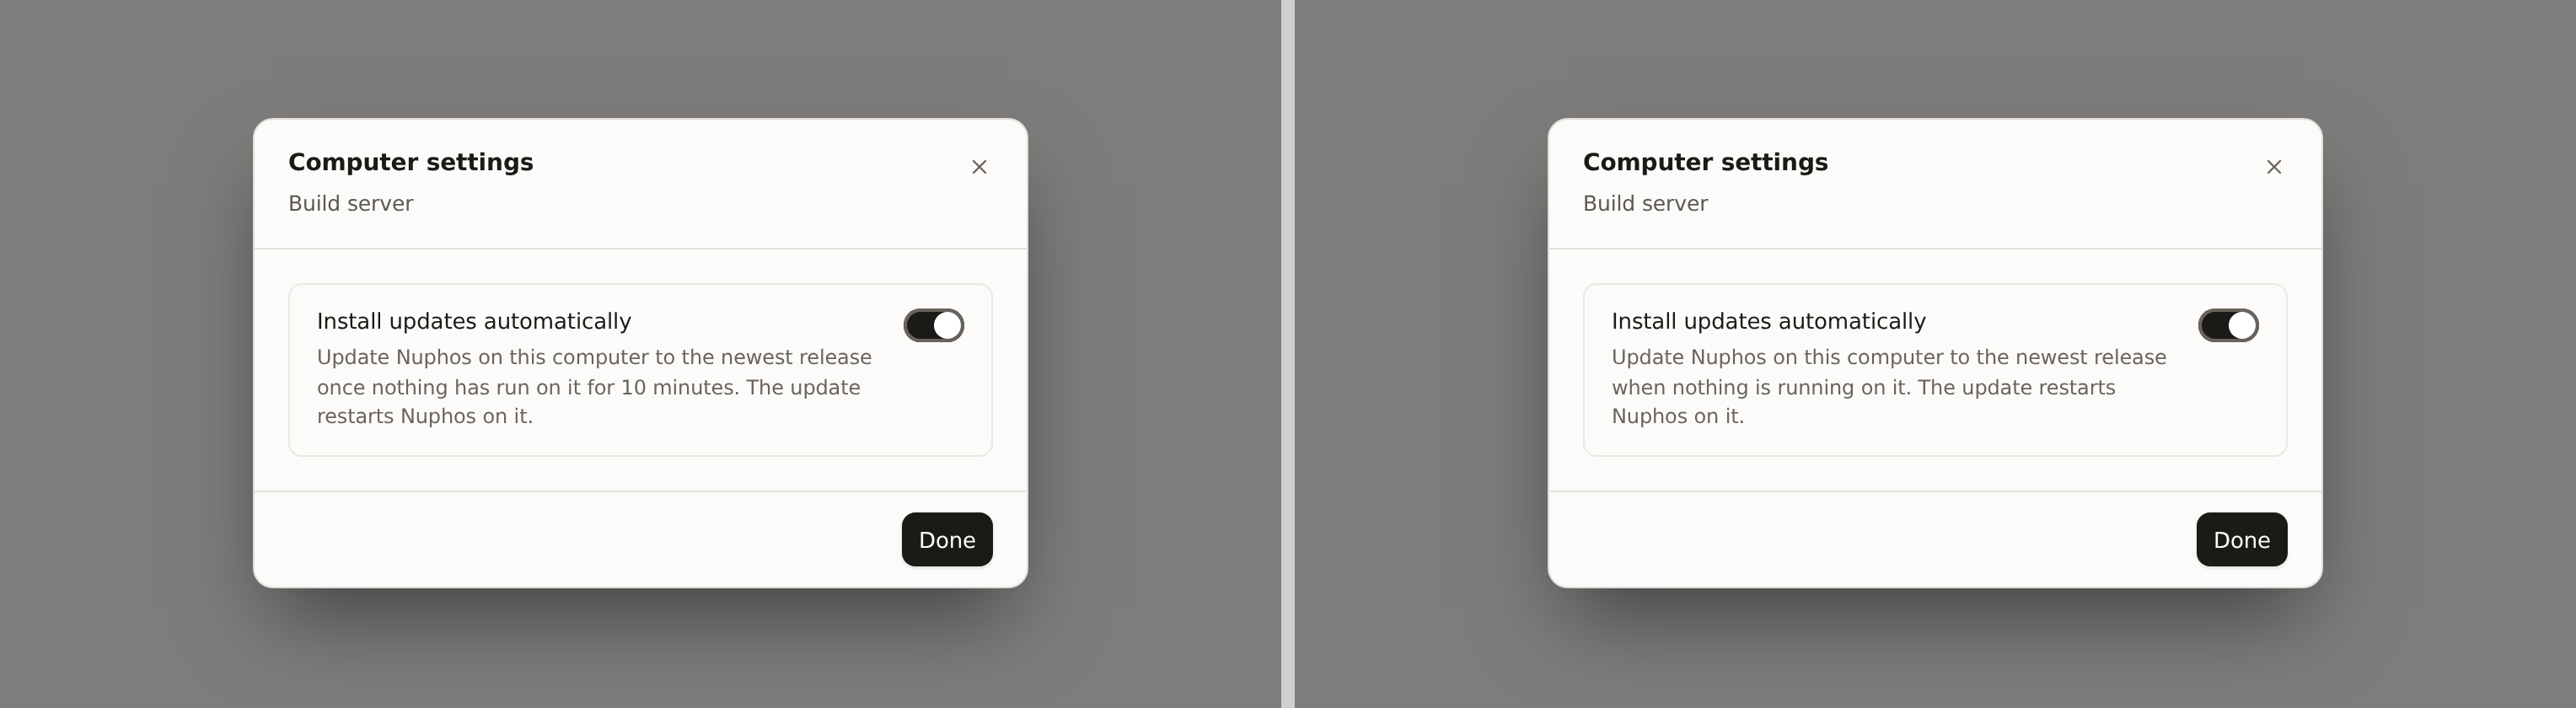 Computer settings
Build server
Install updates automatically
Update Nuphos on this computer to the newest release
once nothing has run on it for 10 minutes. The update
restarts Nuphos on it.
Done
Computer settings
Build server
Install updates automatically
Update Nuphos on this computer to the newest release
when nothing is running on it. The update restarts
Nuphos on it.
Done